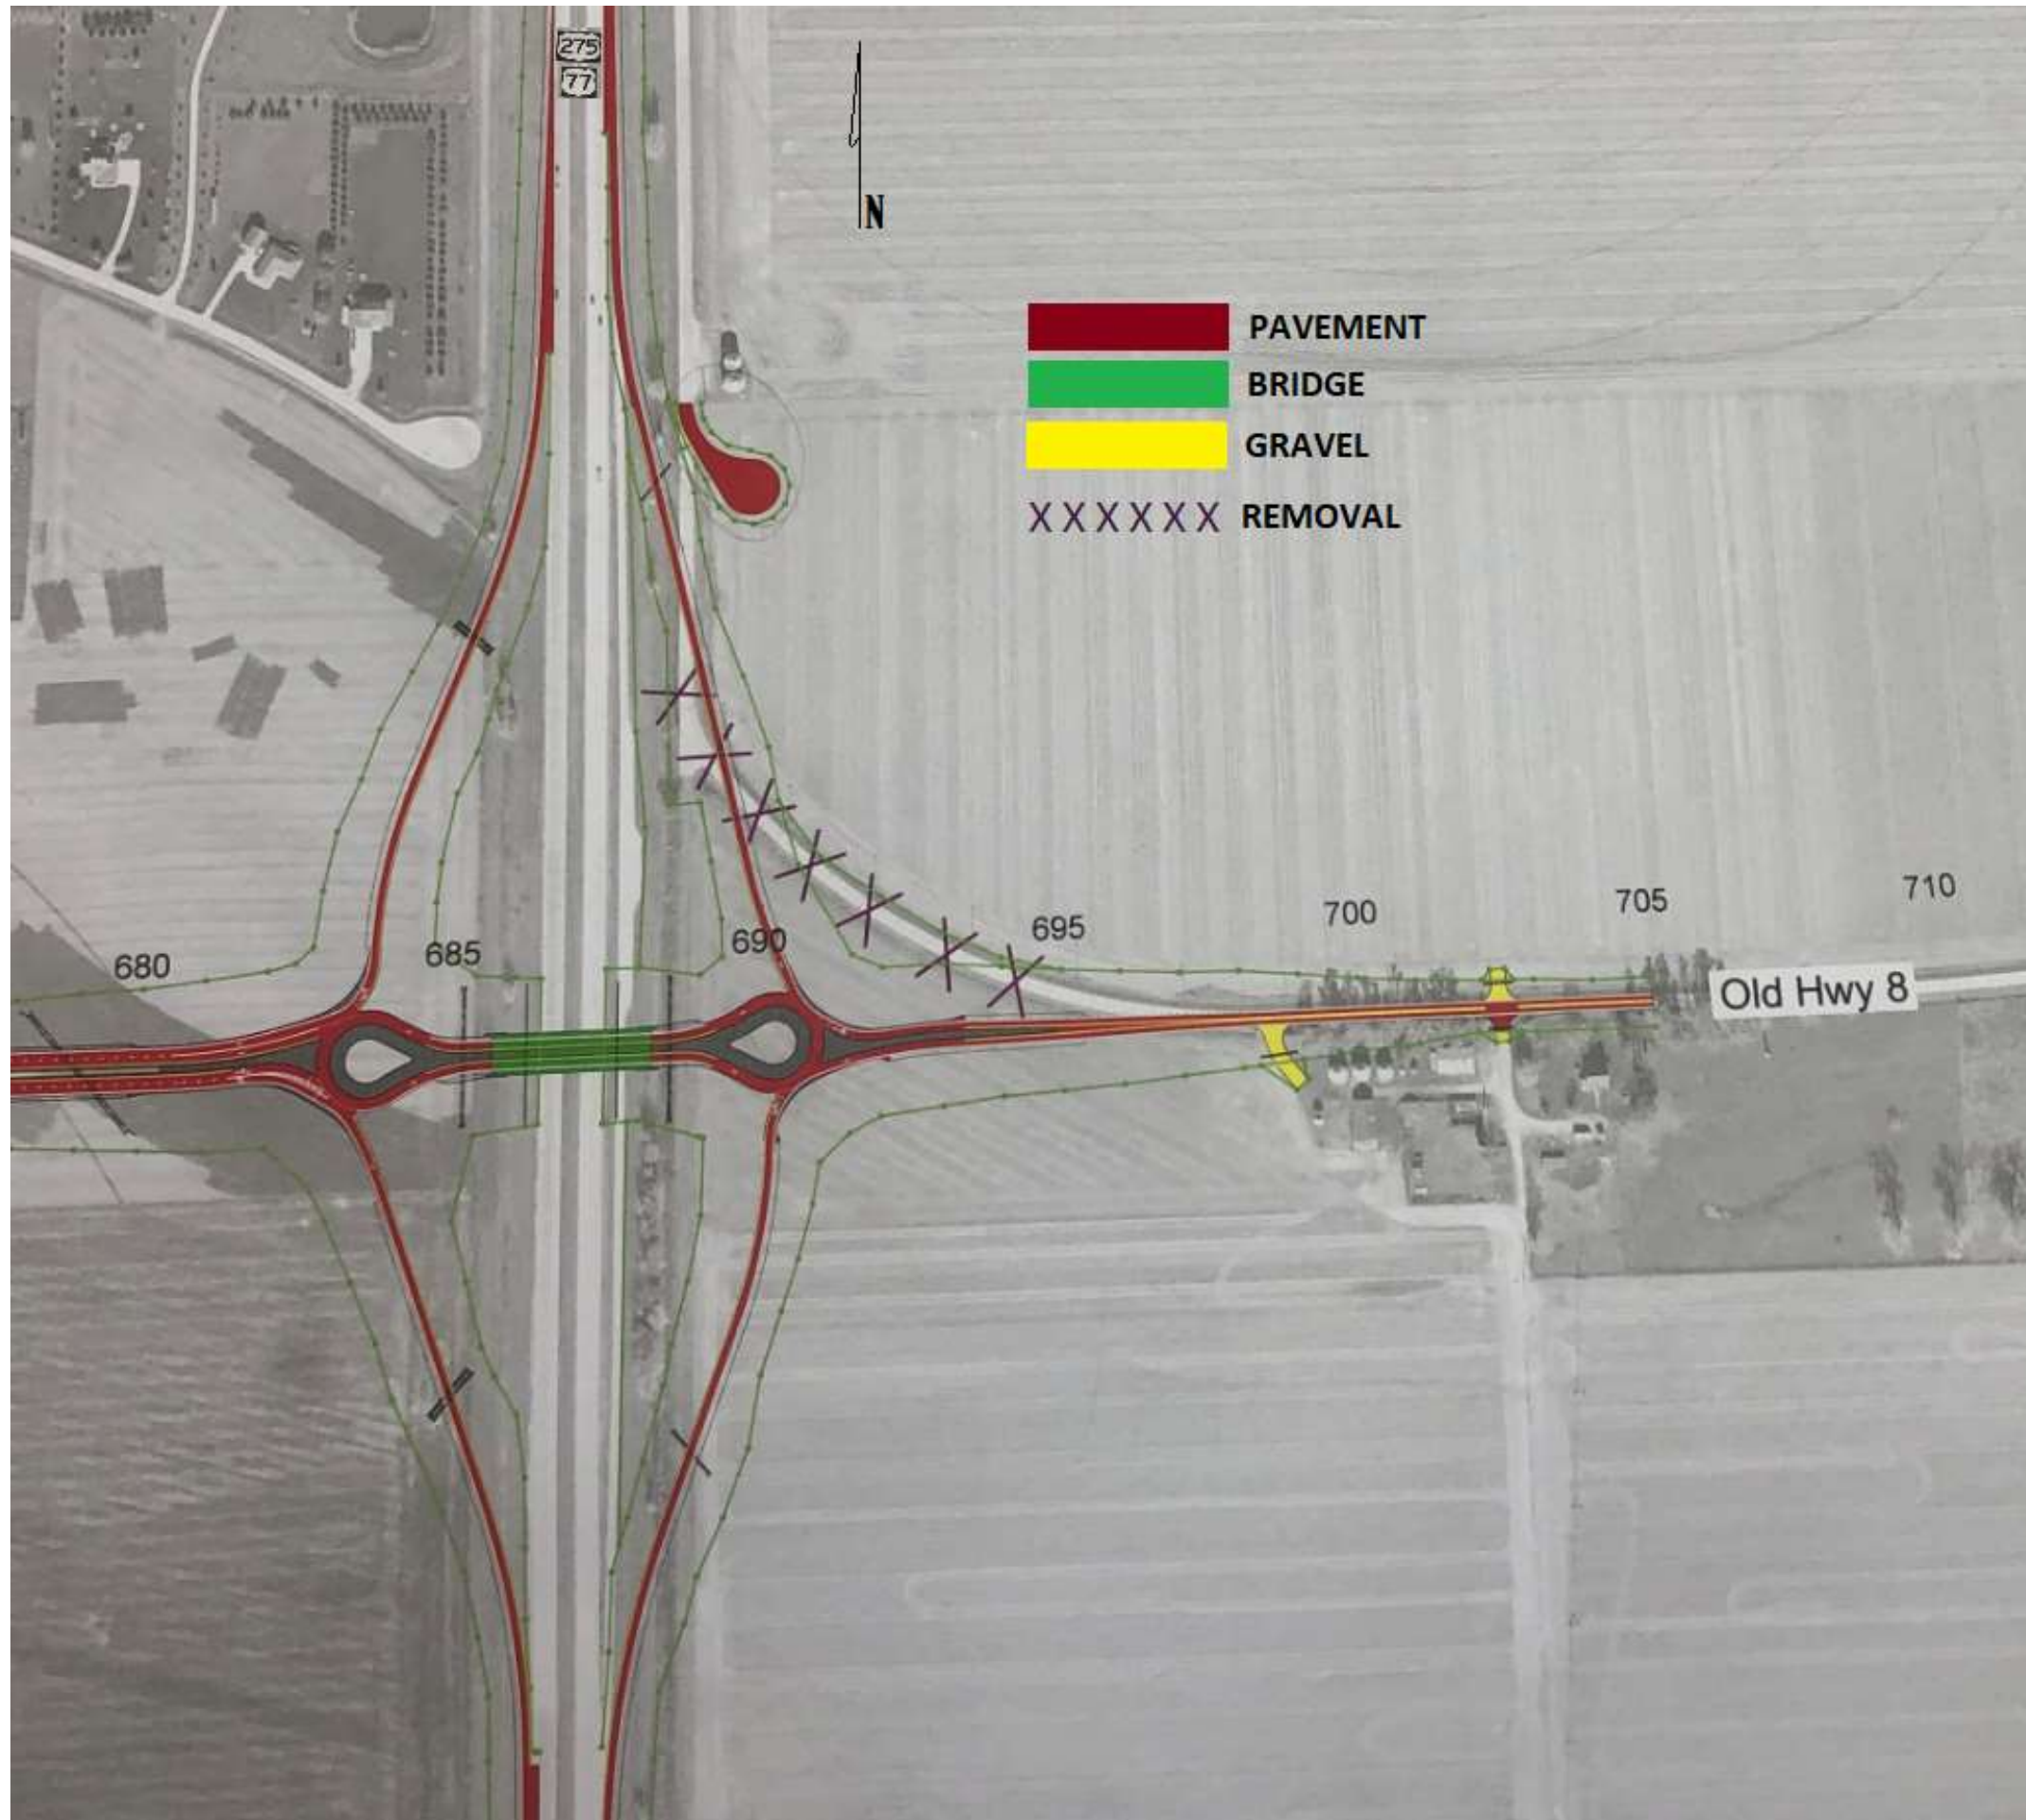 275
77
N
PAVEMENT
BRIDGE
GRAVEL
XXXXXX REMOVAL
680
685
690
695
700
705
710
Old Hwy 8